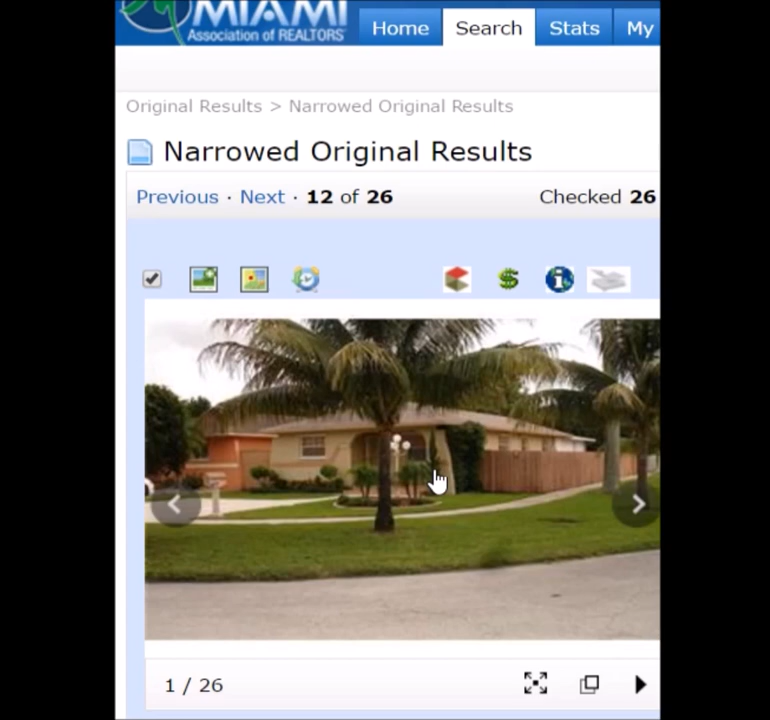 MIAMI
Association of REALTORS
Home Search Stats My
Original Results > Narrowed Original Results
Narrowed Original Results
Previous · Next · 12 of 26 Checked 26
1 / 26